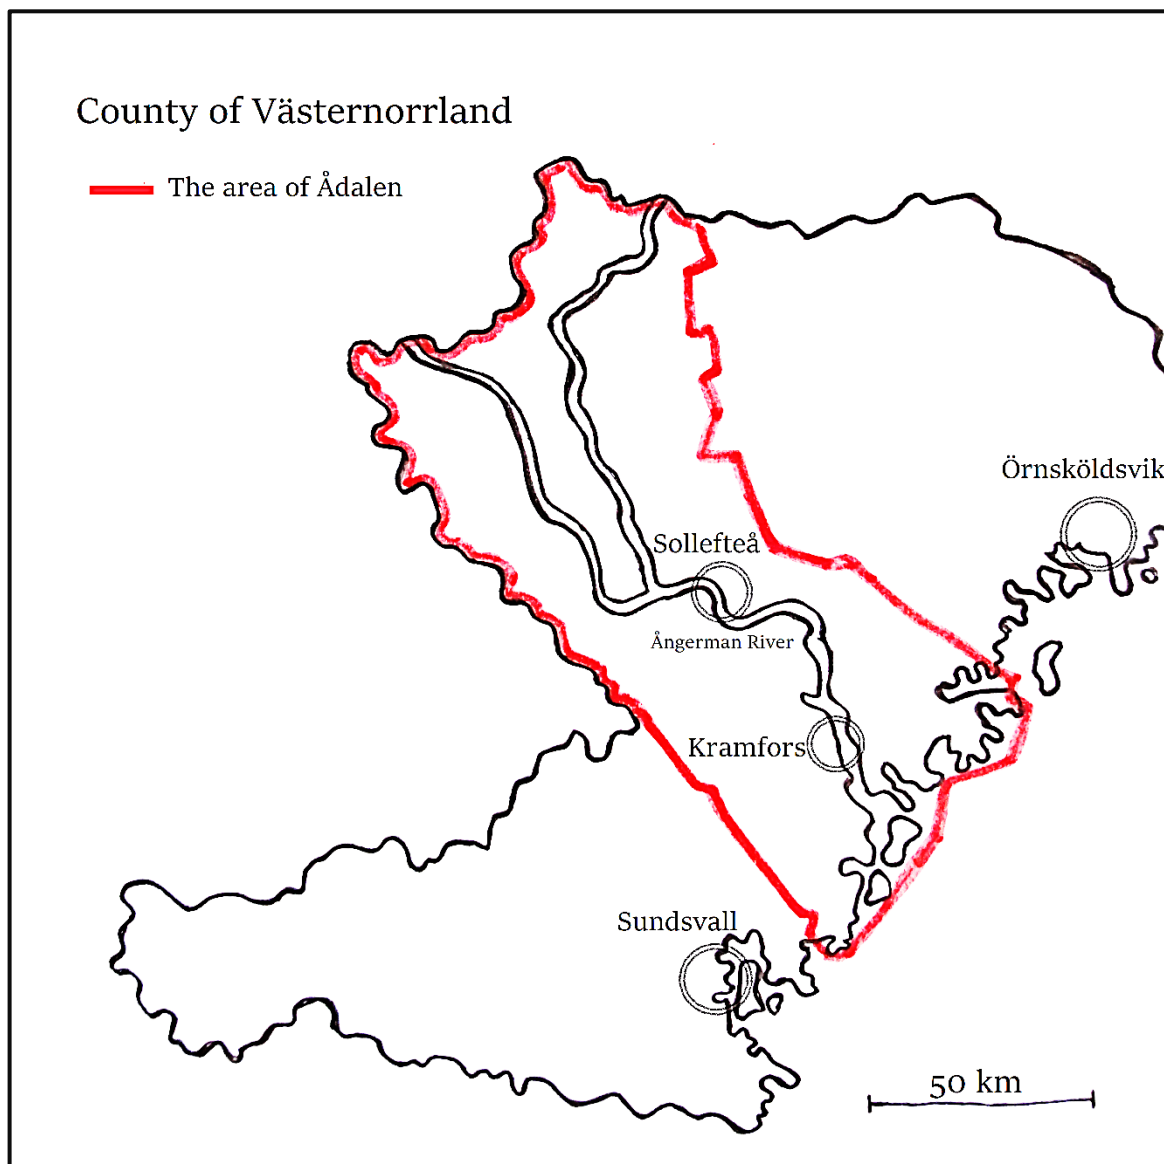 County of Västernorrland
The area of Ådalen
Örnsköldsvik
Sollefteå
Ångerman River
Kramfors
Sundsvall
50 km